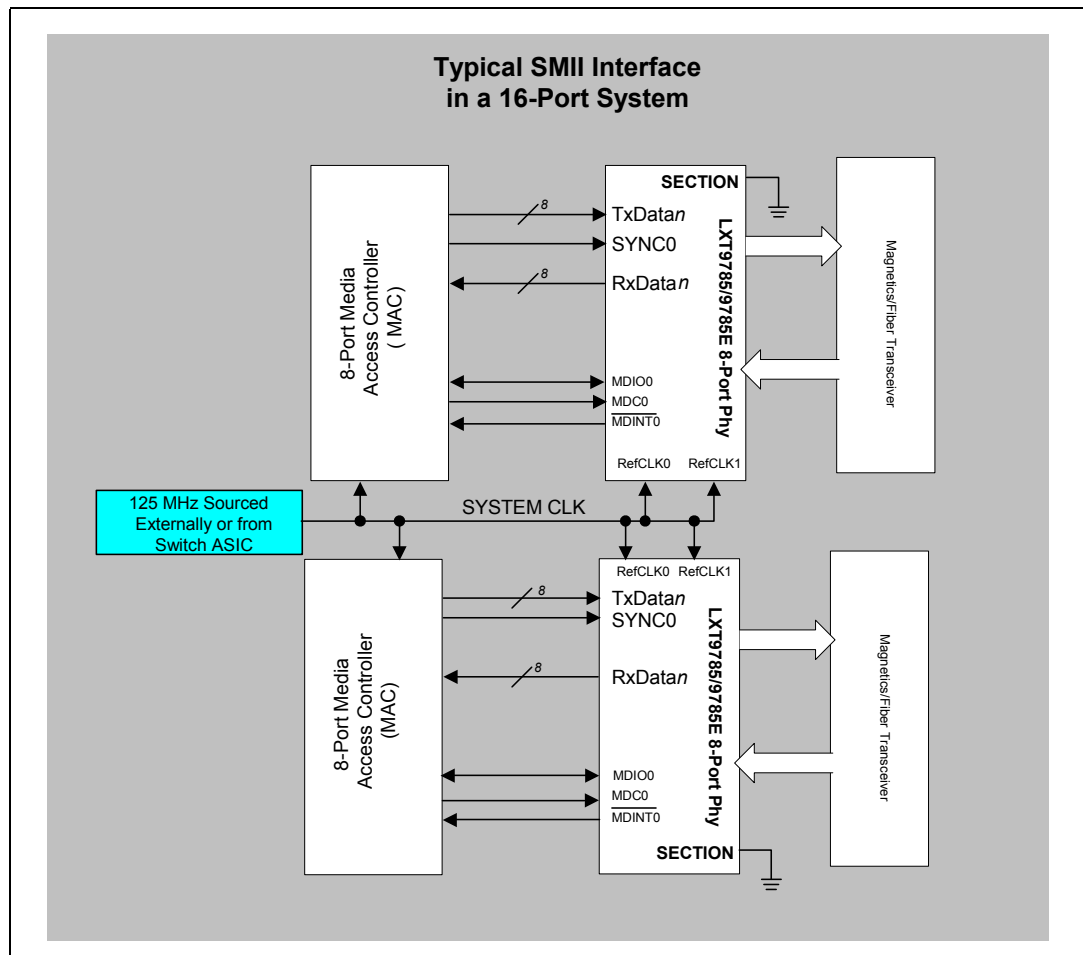 Typical SMII Interface
in a 16-Port System
8-Port Media
Access Controller
( MAC)
8
TxDatan
SYNC0
8
RxDatan
MDIO0
MDC0
MDINT0
SECTION
LXT9785/9785E 8-Port Phy
RefCLK0 RefCLK1
Magnetics/Fiber Transceiver
125 MHz Sourced
Externally or from
Switch ASIC
SYSTEM CLK
8-Port Media
Access Controller
(MAC)
RefCLK0 RefCLK1
8
TxDatan
SYNC0
8
RxDatan
MDIO0
MDC0
MDINT0
SECTION
LXT9785/9785E 8-Port Phy
Magnetics/Fiber Transceiver